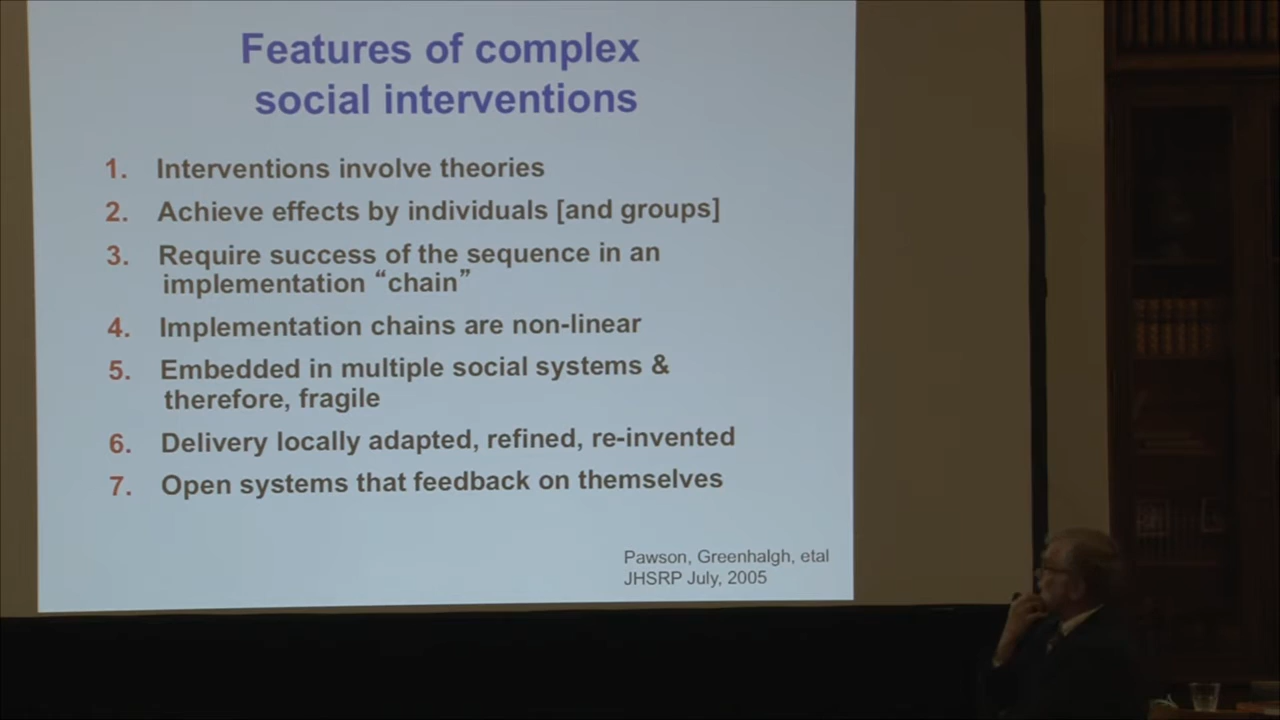 Features of complex
social interventions
1. Interventions involve theories
2. Achieve effects by individuals [and groups]
3. Require success of the sequence in an
implementation “chain”
4. Implementation chains are non-linear
5. Embedded in multiple social systems &
therefore, fragile
6. Delivery locally adapted, refined, re-invented
7. Open systems that feedback on themselves
Pawson, Greenhalgh, etal
JHSRP July, 2005